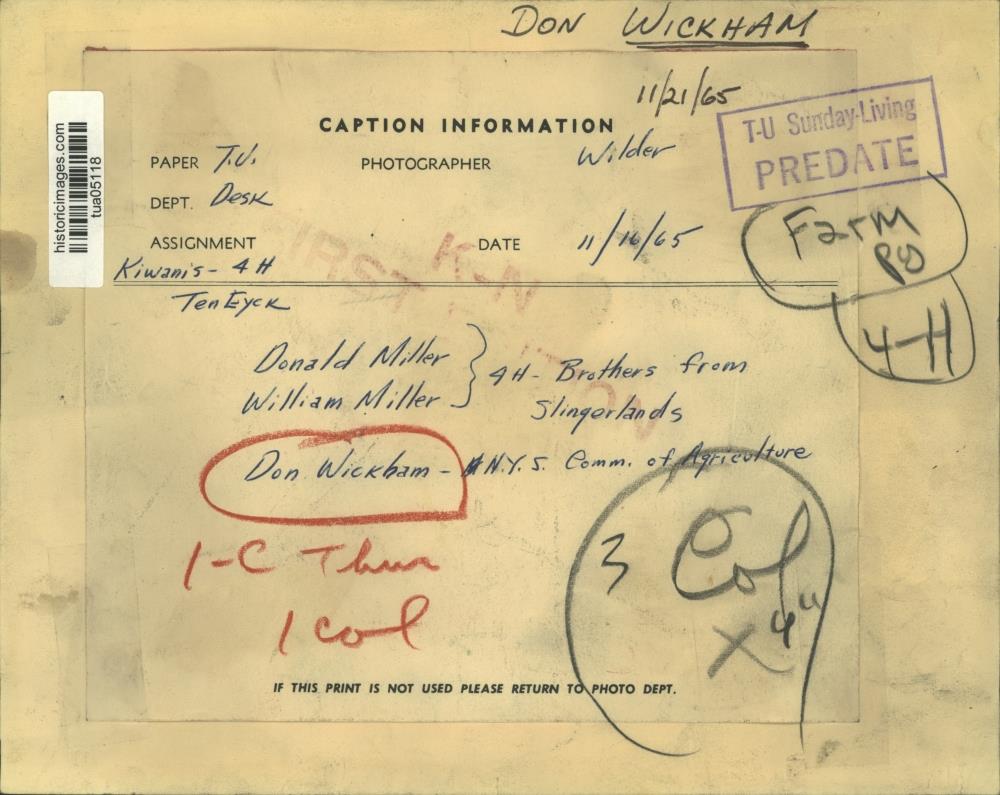 DON WICKHAM
11/21/65
T-U Sunday-Living
PREDATE
historicimages.com
tua05118
CAPTION INFORMATION
PAPER T.U. PHOTOGRAPHER Wilder
DEPT. Desk
ASSIGNMENT DATE 11/16/65
Kiwanis - 4H
TenEyck
Farm
4-H
K-N
FIRST EDITION
Donald Miller
William Miller
4H - Brothers from
Slingerlands
Don Wickham - N.Y.S. Comm. of Agriculture
1-C Thur
1 col
3 Col
x 4"
IF THIS PRINT IS NOT USED PLEASE RETURN TO PHOTO DEPT.